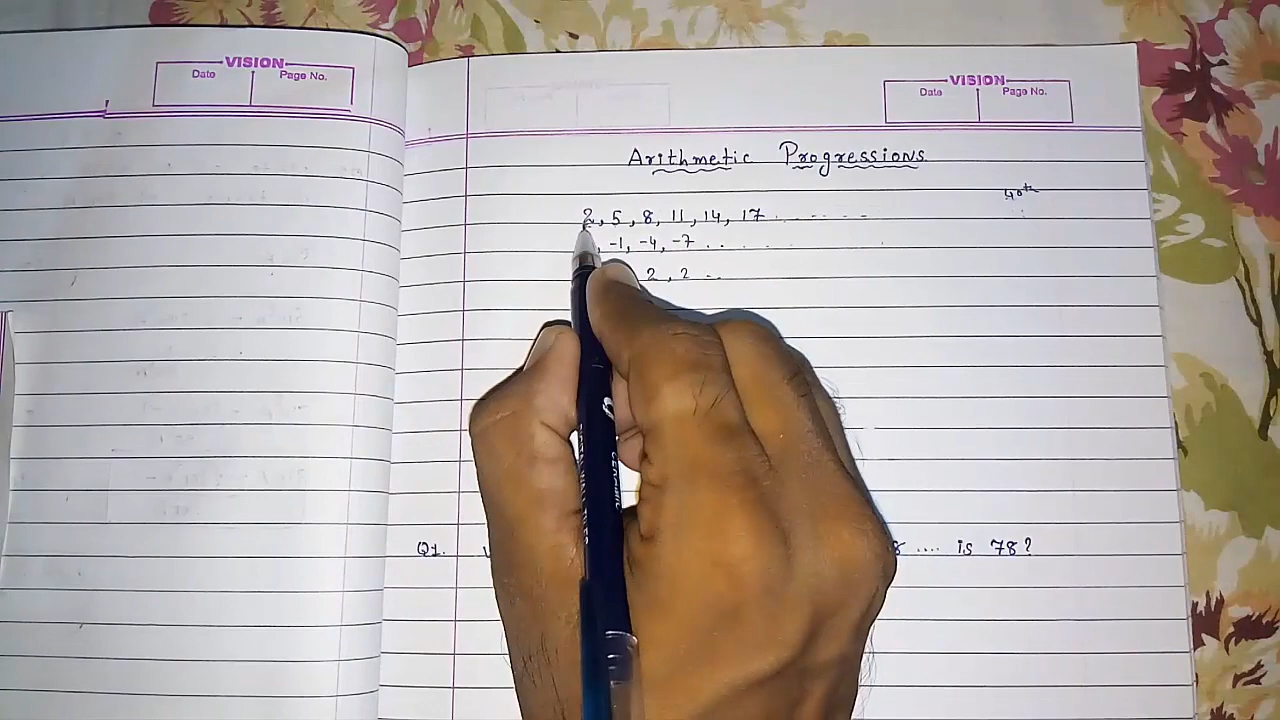 VISION
Date Page No.
VISION
Date Page No.
Arithmetic Progressions
40th
2, 5, 8, 11, 14, 17 . - - - - -
, -1, -4, -7 . . . . .
2, 2 ...
Q1. 8 .... is 78?